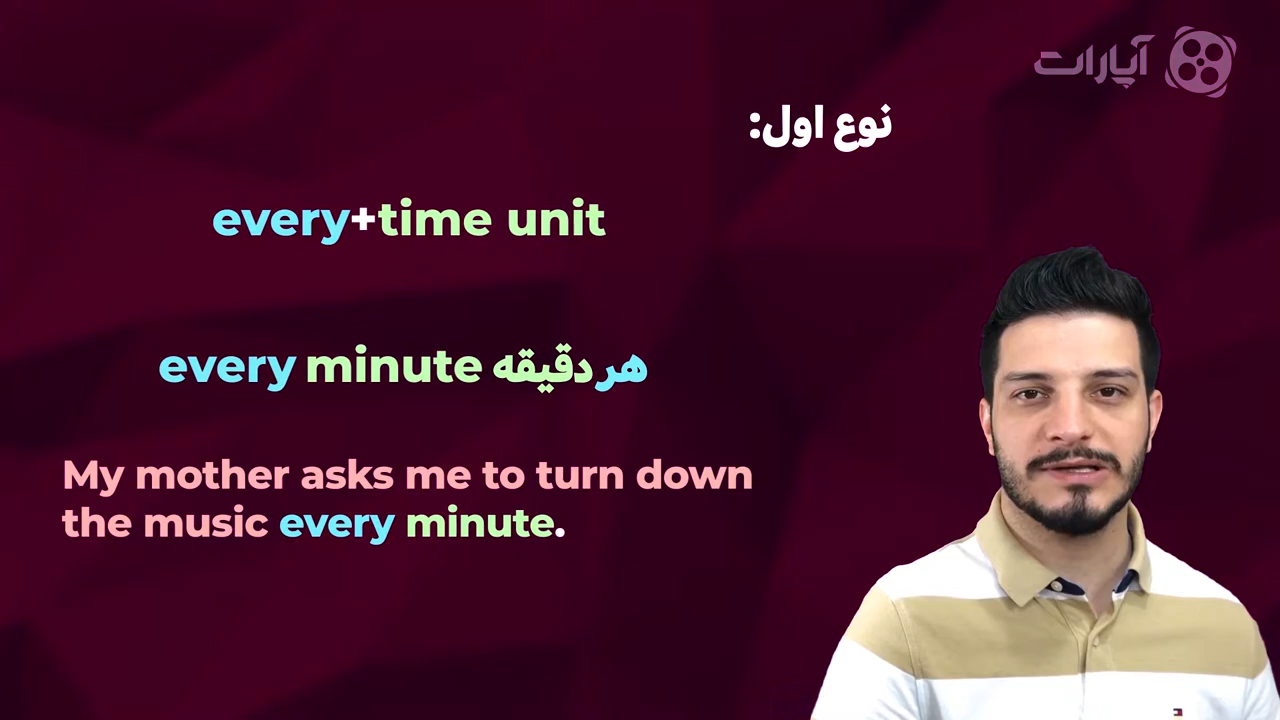 آپارات
نوع اول:
every+time unit
every minute هر دقیقه
My mother asks me to turn down
the music every minute.